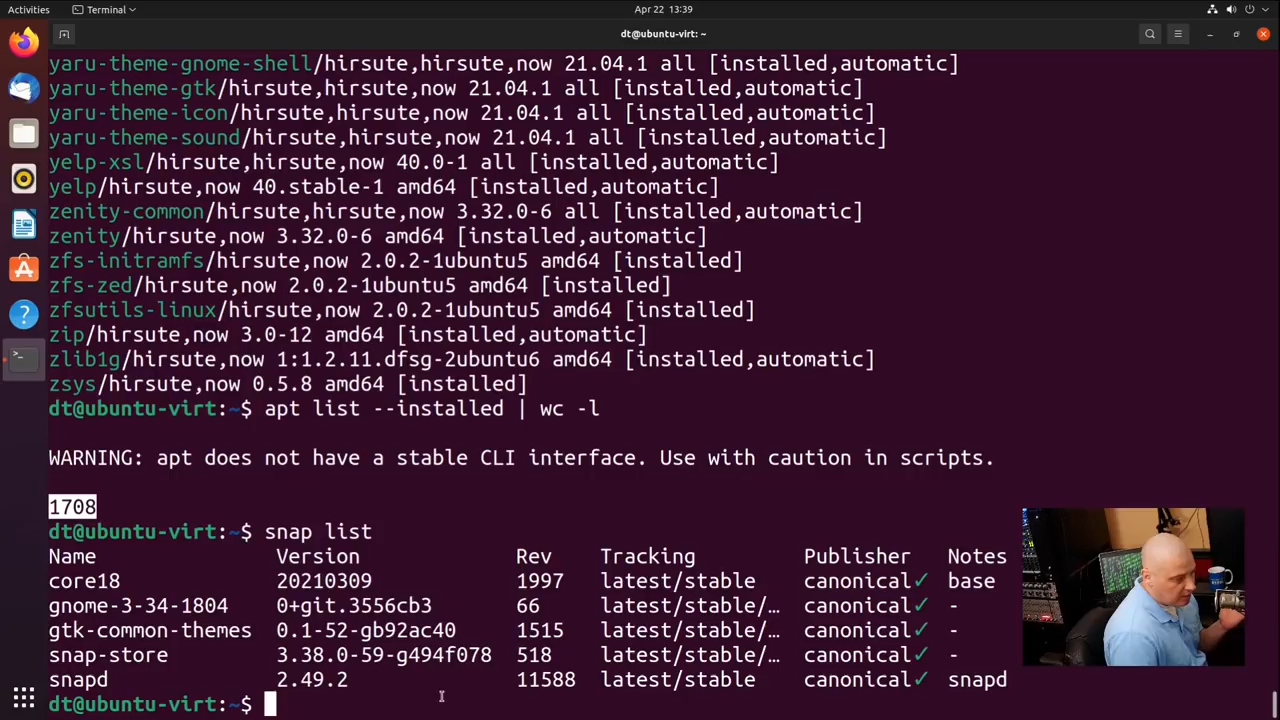 Activities
Terminal
Apr 22 13:39
dt@ubuntu-virt: ~
yaru-theme-gnome-shell/hirsute,hirsute,now 21.04.1 all [installed,automatic]
yaru-theme-gtk/hirsute,hirsute,now 21.04.1 all [installed,automatic]
yaru-theme-icon/hirsute,hirsute,now 21.04.1 all [installed,automatic]
yaru-theme-sound/hirsute,hirsute,now 21.04.1 all [installed,automatic]
yelp-xsl/hirsute,hirsute,now 40.0-1 all [installed,automatic]
yelp/hirsute,now 40.stable-1 amd64 [installed,automatic]
zenity-common/hirsute,hirsute,now 3.32.0-6 all [installed,automatic]
zenity/hirsute,now 3.32.0-6 amd64 [installed,automatic]
zfs-initramfs/hirsute,now 2.0.2-1ubuntu5 amd64 [installed]
zfs-zed/hirsute,now 2.0.2-1ubuntu5 amd64 [installed]
zfsutils-linux/hirsute,now 2.0.2-1ubuntu5 amd64 [installed]
zip/hirsute,now 3.0-12 amd64 [installed,automatic]
zlib1g/hirsute,now 1:1.2.11.dfsg-2ubuntu6 amd64 [installed,automatic]
zsys/hirsute,now 0.5.8 amd64 [installed]
dt@ubuntu-virt:~$ apt list --installed | wc -l
WARNING: apt does not have a stable CLI interface. Use with caution in scripts.
1708
dt@ubuntu-virt:~$ snap list
Name Version Rev Tracking Publisher Notes
core18 20210309 1997 latest/stable canonical✓ base
gnome-3-34-1804 0+git.3556cb3 66 latest/stable/… canonical✓ -
gtk-common-themes 0.1-52-gb92ac40 1515 latest/stable/… canonical✓ -
snap-store 3.38.0-59-g494f078 518 latest/stable/… canonical✓ -
snapd 2.49.2 11588 latest/stable canonical✓ snapd
dt@ubuntu-virt:~$